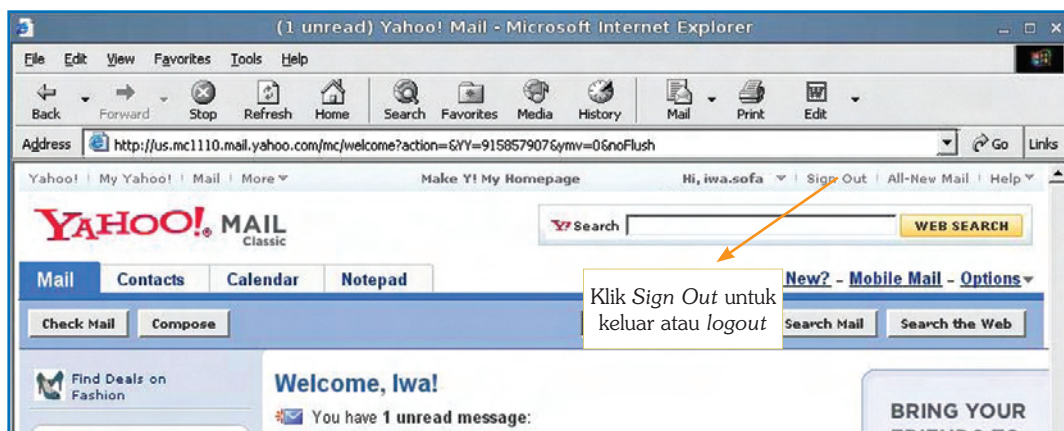 (1 unread) Yahoo! Mail - Microsoft Internet Explorer
File Edit View Favorites Tools Help
Back Forward Stop Refresh Home Search Favorites Media History Mail Print Edit
Address http://us.mc1110.mail.yahoo.com/mc/welcome?action=&YY=915857907&ymv=0&noFlush Go Links
Yahoo! My Yahoo! Mail More Make Y! My Homepage Hi, iwa.sofa Sign Out All-New Mail Help
YAHOO! MAIL
Classic
Y! Search WEB SEARCH
Mail Contacts Calendar Notepad New? - Mobile Mail - Options
Klik Sign Out untuk
keluar atau logout
Check Mail Compose Search Mail Search the Web
Find Deals on
Fashion
Welcome, Iwa!
You have 1 unread message:
BRING YOUR